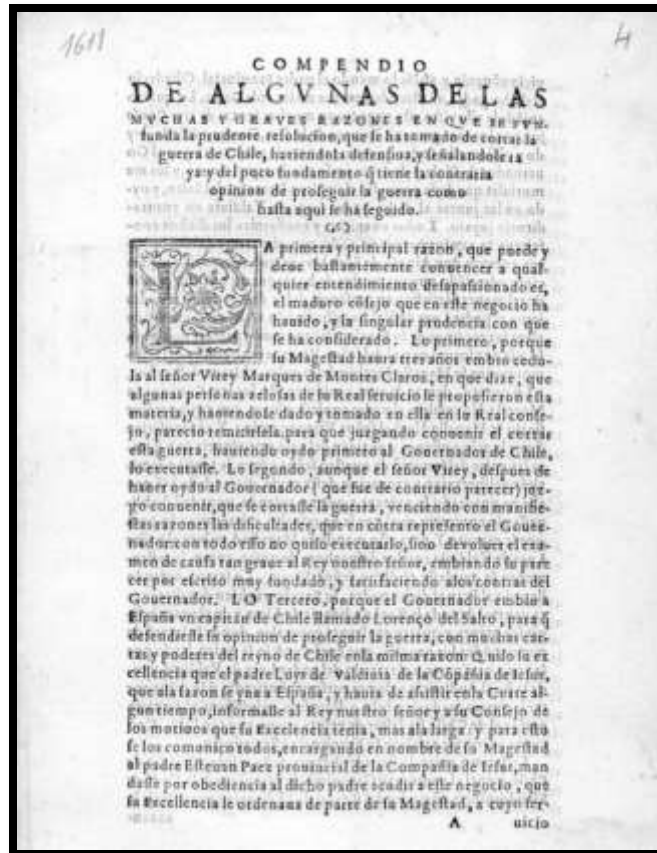 1611
4
COMPENDIO
DE ALGVNAS DE LAS
MVCHAS Y GRAVES RAZONES EN QVE SE FVN-
funda la prudente resolucion, que se ha tomado de cortar la
guerra de Chile, haziendola defensiua, y señalandole ra
ya: y del poco fundamento q̃ tiene la contraria
opinion de proseguir la guerra como
hasta aqui se ha seguido.
LA primera y principal razon, que puede y
deue bastantemente conuencer a qual-
quier entendimiento desapassionado es,
el maduro cõsejo que en este negocio ha
hauido, y la singular prudencia con que
se ha considerado. Lo primero, porque
su Magestad haura tres años embio cedu-
la al señor Virey Marques de Montes Claros, en que dize, que
algunas personas zelosas de su Real seruicio le propusieron esta
materia, y hauiendose dado y tomado en ella en su Real conse-
jo, parecio remitirsela para que juzgando conuenir el cortar
esta guerra, hauiendo oydo primero al Gouernador de Chile,
lo executasse. Lo segundo, aunque el señor Virey, despues de
hauer oydo al Gouernador (que fue de contrario parecer) juz-
go conuenir, que se cortasse la guerra, venciendo con manifie-
stas razones las dificultades, que en cõtra represento el Gouer-
nador: con todo esso no quiso executarlo, sino deuoluer el exa-
men de causa tan graue al Rey nuestro señor, embiando su pare
cer por escrito muy fundado, y satisfaciendo a los contras del
Gouernador. LO Tercero, porque el Gouernador embio a
España vn capitan de Chile llamado Lorenço del Salto, para q̃
defendiesse su opinion de proseguir la guerra, con muchas car-
tas y poderes del reyno de Chile en la misma razon: Quiso su ex
cellencia que el padre Luys de Valdiuia de la Cõpañia de Iesus,
que a la sazon se yua a España, y hauia de assistir en la Corte al-
gun tiempo, informasse al Rey nuestro señor y a su Consejo de
los motiuos que su Excelencia tenia, mas a la larga y para esto
se los comunico todos, encargando en nombre de su Magestad
al padre Esteuan Paez prouincial de la Compañia de Iesus, man
dasse por obediencia al dicho padre acudir a este negocio, que
su Excellencia le ordenaua de parte de su Magestad, a cuyo ser-
A uicio